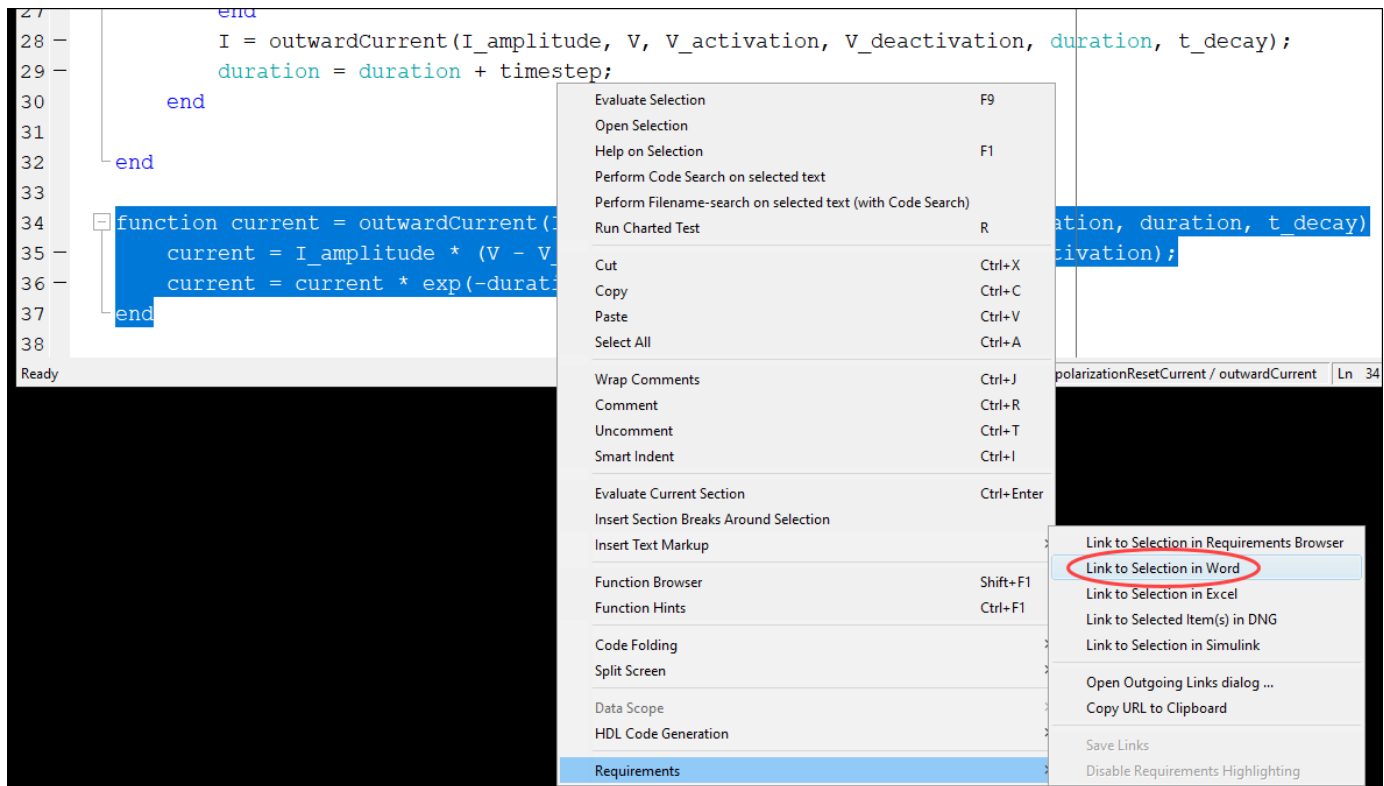 27 end
28 — I = outwardCurrent(I_amplitude, V, V_activation, V_deactivation, duration, t_decay);
29 — duration = duration + timestep;
30 end
31
32 end
33
34 function current = outwardCurrent(I ation, duration, t_decay)
35 — current = I_amplitude * (V - V_ tivation);
36 — current = current * exp(-durati
37 end
38
Ready
polarizationResetCurrent / outwardCurrent Ln 34
Evaluate Selection F9
Open Selection
Help on Selection F1
Perform Code Search on selected text
Perform Filename-search on selected text (with Code Search)
Run Charted Test R
Cut Ctrl+X
Copy Ctrl+C
Paste Ctrl+V
Select All Ctrl+A
Wrap Comments Ctrl+J
Comment Ctrl+R
Uncomment Ctrl+T
Smart Indent Ctrl+I
Evaluate Current Section Ctrl+Enter
Insert Section Breaks Around Selection
Insert Text Markup
Function Browser Shift+F1
Function Hints Ctrl+F1
Code Folding
Split Screen
Data Scope
HDL Code Generation
Requirements
Link to Selection in Requirements Browser
Link to Selection in Word
Link to Selection in Excel
Link to Selected Item(s) in DNG
Link to Selection in Simulink
Open Outgoing Links dialog ...
Copy URL to Clipboard
Save Links
Disable Requirements Highlighting